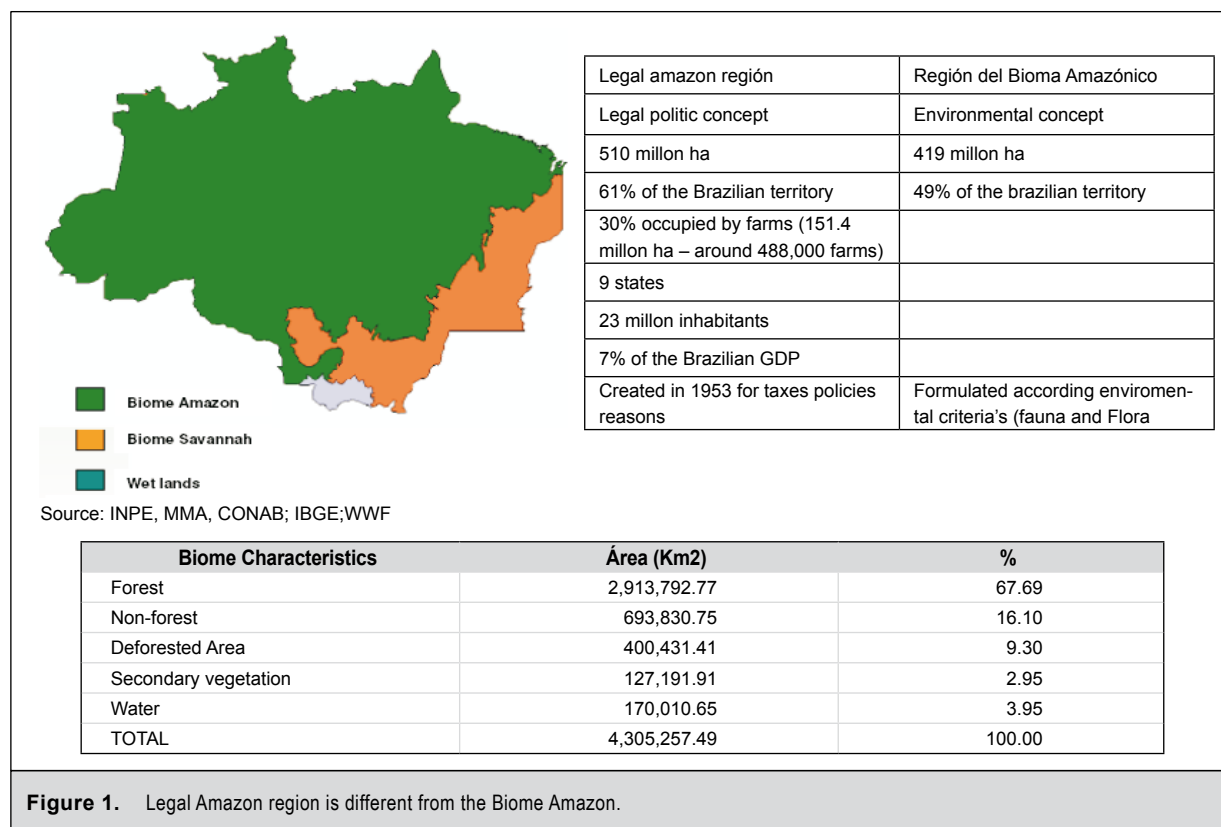 Legal amazon región Región del Bioma Amazónico
Legal politic concept Environmental concept
510 millon ha 419 millon ha
61% of the Brazilian territory 49% of the brazilian territory
30% occupied by farms (151.4
millon ha – around 488,000 farms)
9 states
23 millon inhabitants
7% of the Brazilian GDP
Created in 1953 for taxes policies
reasons
Formulated according enviromen-
tal criteria's (fauna and Flora
Biome Amazon
Biome Savannah
Wet lands
Source: INPE, MMA, CONAB; IBGE;WWF
Biome Characteristics Área (Km2) %
Forest 2,913,792.77 67.69
Non-forest 693,830.75 16.10
Deforested Area 400,431.41 9.30
Secondary vegetation 127,191.91 2.95
Water 170,010.65 3.95
TOTAL 4,305,257.49 100.00
Figure 1. Legal Amazon region is different from the Biome Amazon.